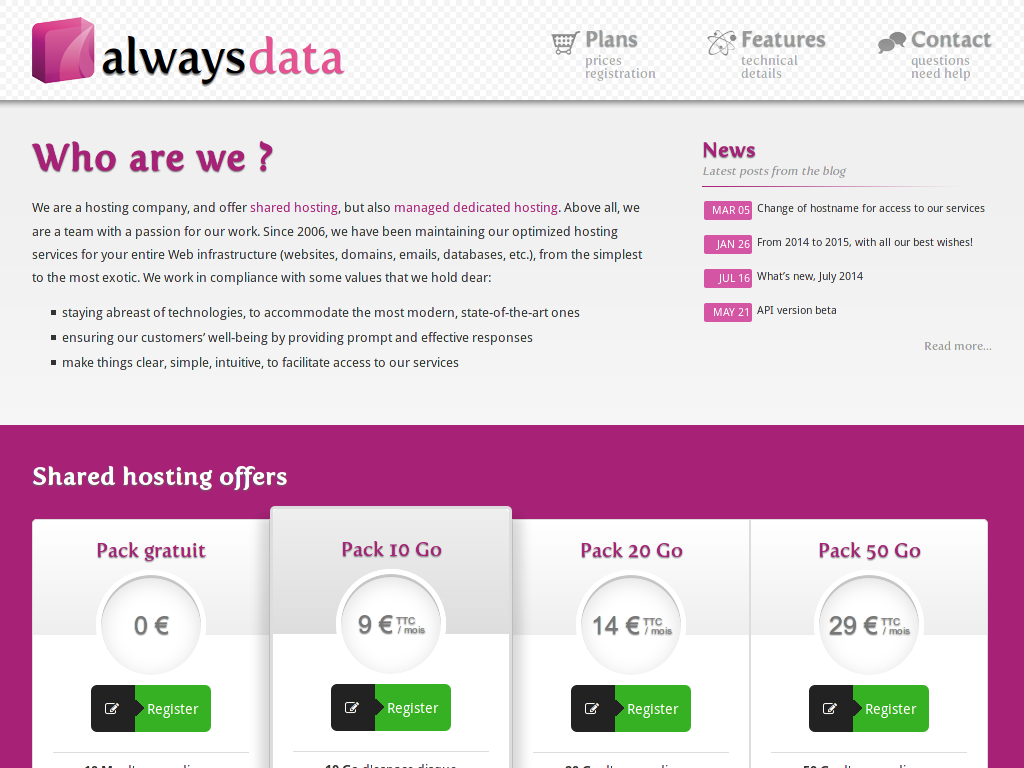 alwaysdata
Plans
prices
registration
Features
technical
details
Contact
questions
need help
Who are we ?
We are a hosting company, and offer shared hosting, but also managed dedicated hosting. Above all, we
are a team with a passion for our work. Since 2006, we have been maintaining our optimized hosting
services for your entire Web infrastructure (websites, domains, emails, databases, etc.), from the simplest
to the most exotic. We work in compliance with some values that we hold dear:
staying abreast of technologies, to accommodate the most modern, state-of-the-art ones
ensuring our customers’ well-being by providing prompt and effective responses
make things clear, simple, intuitive, to facilitate access to our services
News
Latest posts from the blog
MAR 05 Change of hostname for access to our services
JAN 26 From 2014 to 2015, with all our best wishes!
JUL 16 What’s new, July 2014
MAY 21 API version beta
Read more...
Shared hosting offers
Pack gratuit
0 €
Register
Pack 10 Go
9 € TTC / mois
Register
Pack 20 Go
14 € TTC / mois
Register
Pack 50 Go
29 € TTC / mois
Register